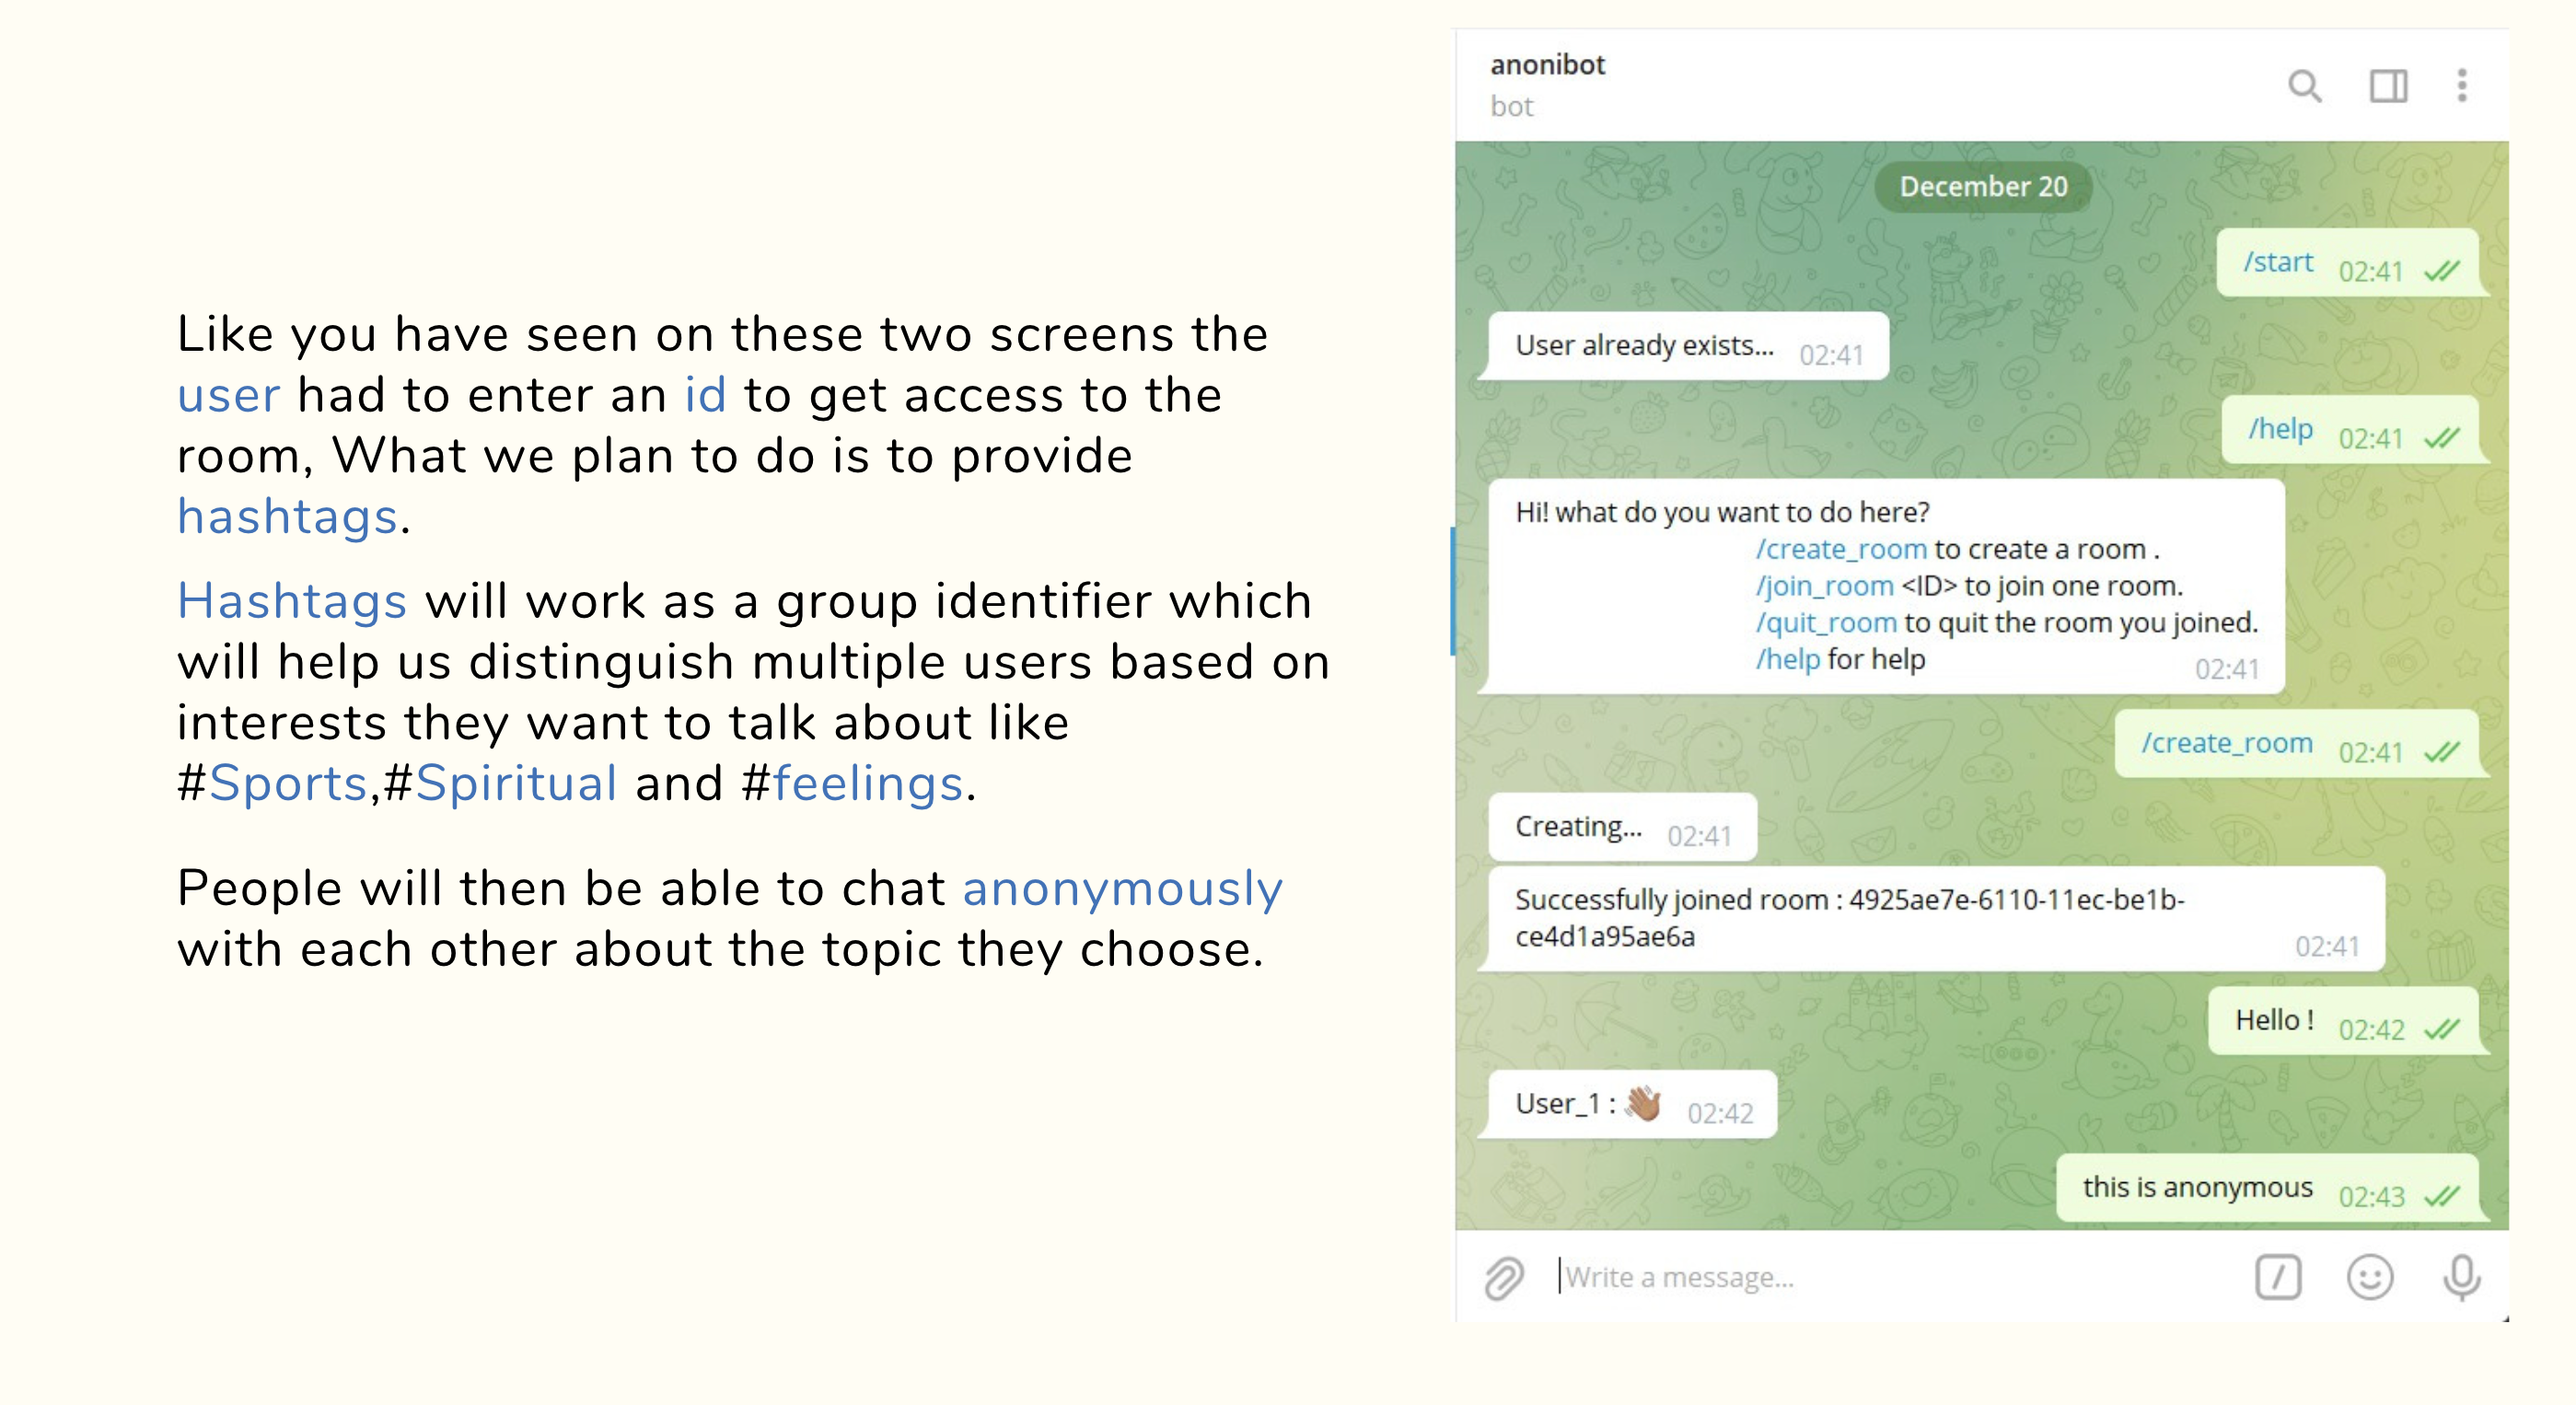 Like you have seen on these two screens the
user had to enter an id to get access to the
room, What we plan to do is to provide
hashtags.
Hashtags will work as a group identifier which
will help us distinguish multiple users based on
interests they want to talk about like
#Sports,#Spiritual and #feelings.
People will then be able to chat anonymously
with each other about the topic they choose.
anonibot
bot
December 20
/start 02:41
User already exists... 02:41
/help 02:41
Hi! what do you want to do here?
/create_room to create a room .
/join_room <ID> to join one room.
/quit_room to quit the room you joined.
/help for help 02:41
/create_room 02:41
Creating... 02:41
Successfully joined room : 4925ae7e-6110-11ec-be1b-
ce4d1a95ae6a 02:41
Hello ! 02:42
User_1 : 👋🏽 02:42
this is anonymous 02:43
Write a message...